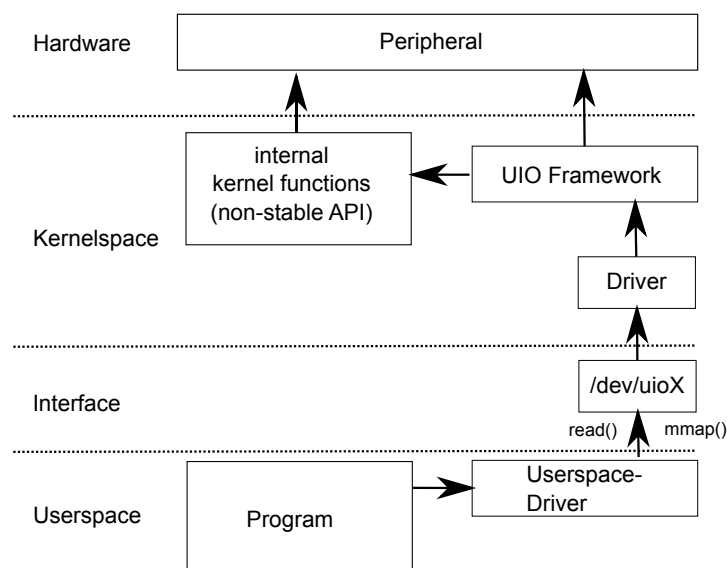 Hardware
Peripheral
internal
kernel functions
(non-stable API)
UIO Framework
Kernelspace
Driver
/dev/uioX
Interface
read()
mmap()
Userspace-
Driver
Userspace
Program